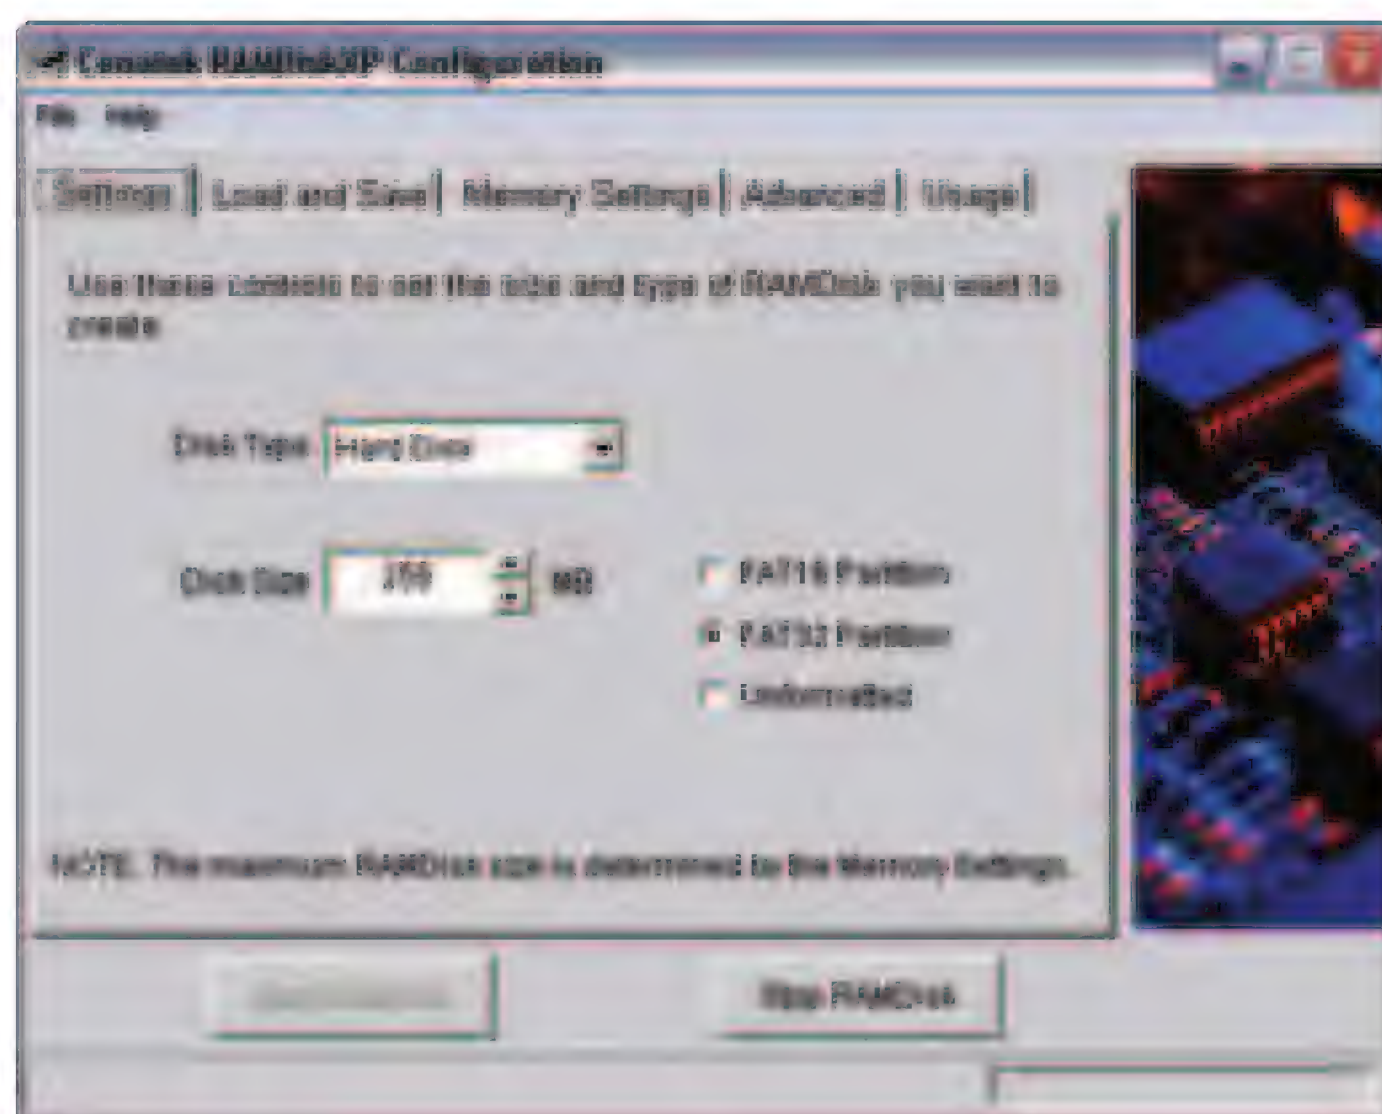 Cenatek RAMDiskXP Configuration
File Help
Settings Load and Save Memory Settings Advanced Usage
Use these controls to set the size and type of RAMDisk you want to
create
Disk Type Hard Disk
Disk Size MB
FAT16 Partition
FAT32 Partition
Unformatted
NOTE: The maximum RAMDisk size is determined by the Memory Settings.
RAMDisk